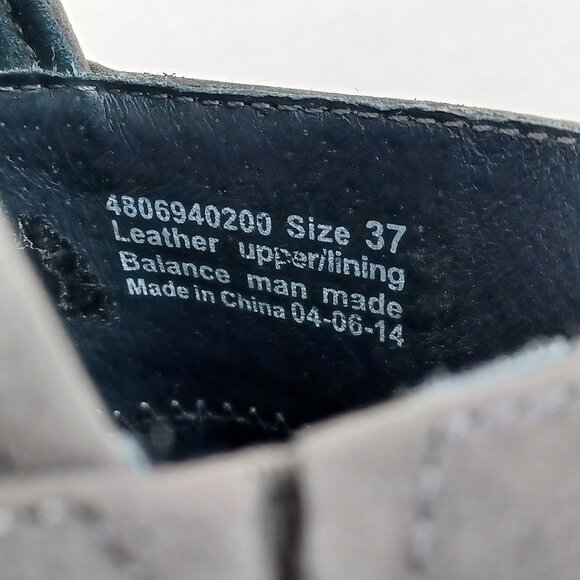 4806940200 Size 37
Leather upper/lining
Balance man made
Made in China 04-06-14